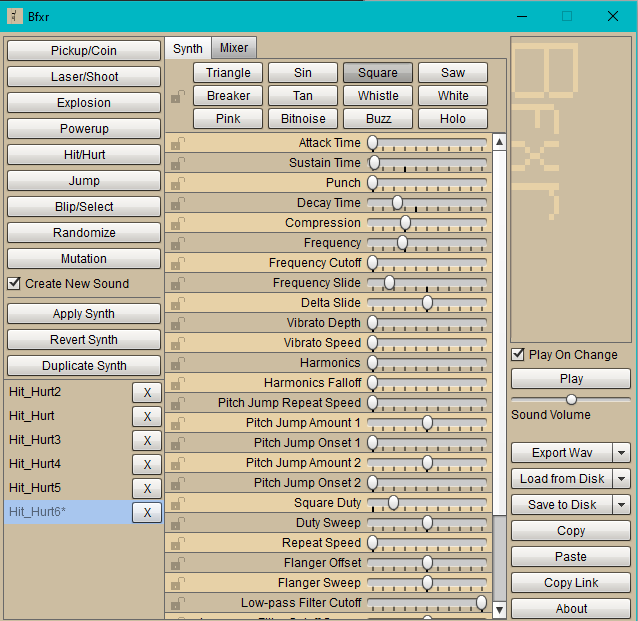 Bfxr
Pickup/Coin
Laser/Shoot
Explosion
Powerup
Hit/Hurt
Jump
Blip/Select
Randomize
Mutation
Create New Sound
Apply Synth
Revert Synth
Duplicate Synth
Hit_Hurt2 X
Hit_Hurt X
Hit_Hurt3 X
Hit_Hurt4 X
Hit_Hurt5 X
Hit_Hurt6* X
Synth Mixer
Triangle Sin Square Saw
Breaker Tan Whistle White
Pink Bitnoise Buzz Holo
Attack Time
Sustain Time
Punch
Decay Time
Compression
Frequency
Frequency Cutoff
Frequency Slide
Delta Slide
Vibrato Depth
Vibrato Speed
Harmonics
Harmonics Falloff
Pitch Jump Repeat Speed
Pitch Jump Amount 1
Pitch Jump Onset 1
Pitch Jump Amount 2
Pitch Jump Onset 2
Square Duty
Duty Sweep
Repeat Speed
Flanger Offset
Flanger Sweep
Low-pass Filter Cutoff
BFXR
Play On Change
Play
Sound Volume
Export Wav
Load from Disk
Save to Disk
Copy
Paste
Copy Link
About